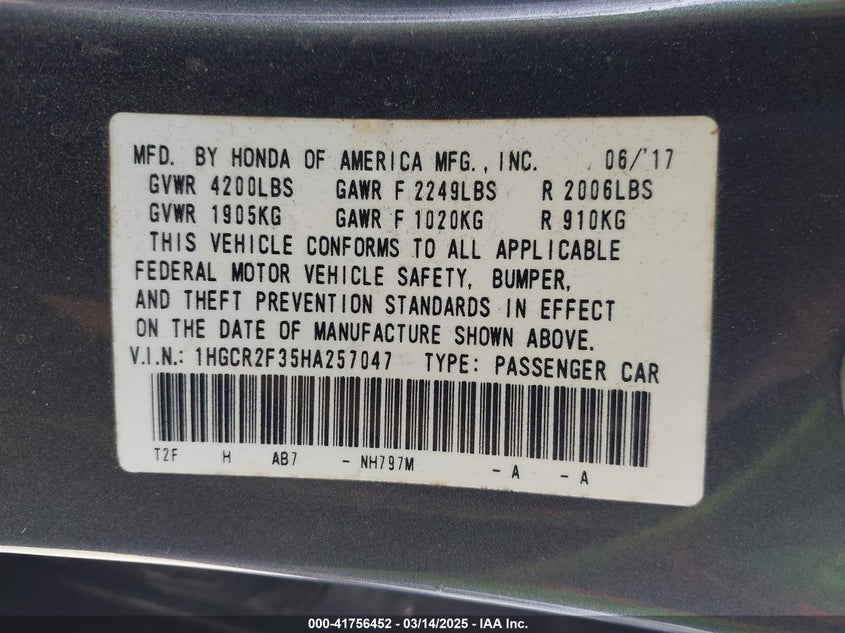 MFD. BY HONDA OF AMERICA MFG., INC. 06/'17
GVWR 4200LBS GAWR F 2249LBS R 2006LBS
GVWR 1905KG GAWR F 1020KG R 910KG
THIS VEHICLE CONFORMS TO ALL APPLICABLE
FEDERAL MOTOR VEHICLE SAFETY, BUMPER,
AND THEFT PREVENTION STANDARDS IN EFFECT
ON THE DATE OF MANUFACTURE SHOWN ABOVE.
V.I.N.: 1HGCR2F35HA257047 TYPE: PASSENGER CAR
T2F H AB7 - NH797M - A - A
000-41756452 - 03/14/2025 - IAA Inc.